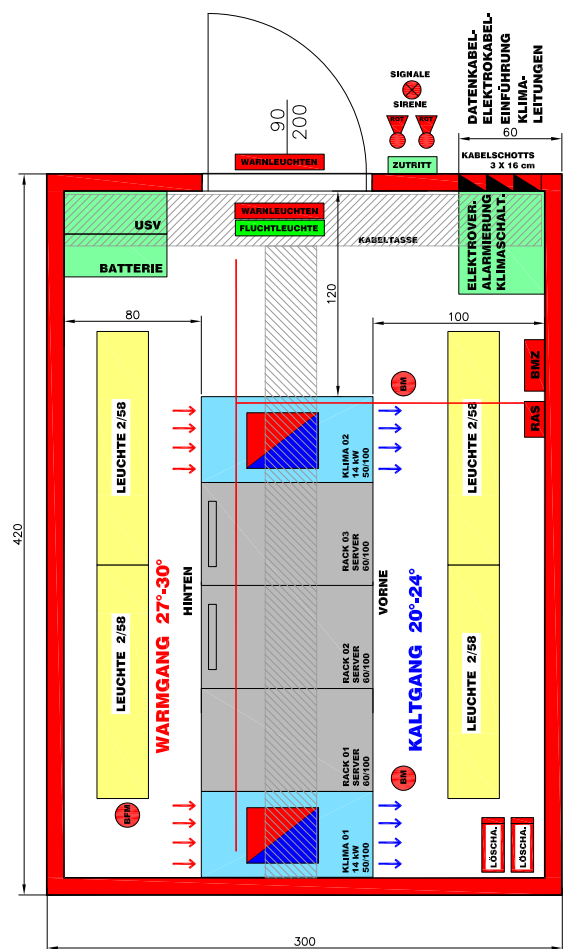 SIGNALE
SIRENE
ROT
ROT
ZUTRITT
DATENKABEL-
ELEKTROKABEL-
EINFÜHRUNG
KLIMA-
LEITUNGEN
60
KABELSCHOTTS
3 X 16 cm
90
200
WARNLEUCHTEN
WARNLEUCHTEN
FLUCHTLEUCHTE
KABELTASSE
USV
BATTERIE
ELEKTROVER.
ALARMIERUNG
KLIMASCHALT.
120
80
100
BM
BMZ
RAS
LEUCHTE 2/58
LEUCHTE 2/58
KLIMA 02
14 kW
50/100
RACK 03
SERVER
60/100
HINTEN
VORNE
WARMGANG 27°-30°
KALTGANG 20°-24°
RACK 02
SERVER
60/100
LEUCHTE 2/58
LEUCHTE 2/58
RACK 01
SERVER
60/100
BM
BFM
KLIMA 01
14 kW
50/100
LÖSCHA.
LÖSCHA.
420
300